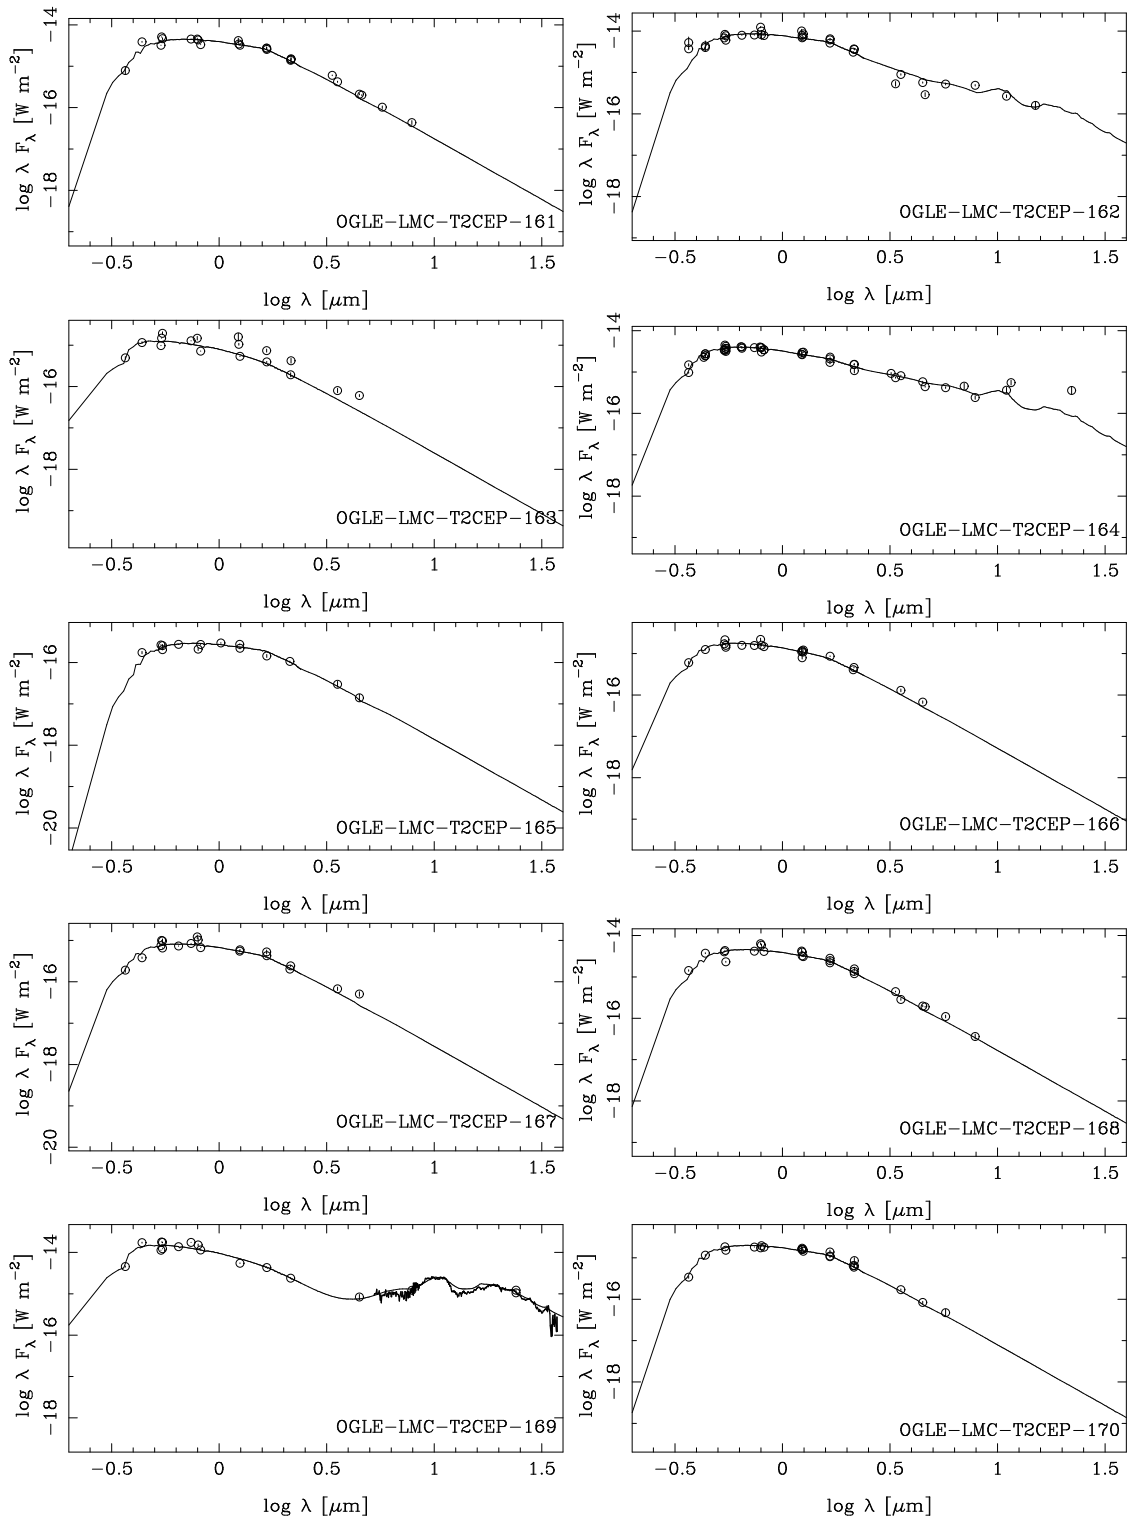 -14
-16
-18
log λ F_λ [W m⁻²]
OGLE-LMC-T2CEP-161
-0.5 0 0.5 1 1.5
log λ [μm]
-14
-16
-18
log λ F_λ [W m⁻²]
OGLE-LMC-T2CEP-162
-0.5 0 0.5 1 1.5
log λ [μm]
-16
-18
log λ F_λ [W m⁻²]
OGLE-LMC-T2CEP-163
-0.5 0 0.5 1 1.5
log λ [μm]
-14
-16
-18
log λ F_λ [W m⁻²]
OGLE-LMC-T2CEP-164
-0.5 0 0.5 1 1.5
log λ [μm]
-16
-18
-20
log λ F_λ [W m⁻²]
OGLE-LMC-T2CEP-165
-0.5 0 0.5 1 1.5
log λ [μm]
-16
-18
log λ F_λ [W m⁻²]
OGLE-LMC-T2CEP-166
-0.5 0 0.5 1 1.5
log λ [μm]
-16
-18
-20
log λ F_λ [W m⁻²]
OGLE-LMC-T2CEP-167
-0.5 0 0.5 1 1.5
log λ [μm]
-14
-16
-18
log λ F_λ [W m⁻²]
OGLE-LMC-T2CEP-168
-0.5 0 0.5 1 1.5
log λ [μm]
-14
-16
-18
log λ F_λ [W m⁻²]
OGLE-LMC-T2CEP-169
-0.5 0 0.5 1 1.5
log λ [μm]
-16
-18
log λ F_λ [W m⁻²]
OGLE-LMC-T2CEP-170
-0.5 0 0.5 1 1.5
log λ [μm]